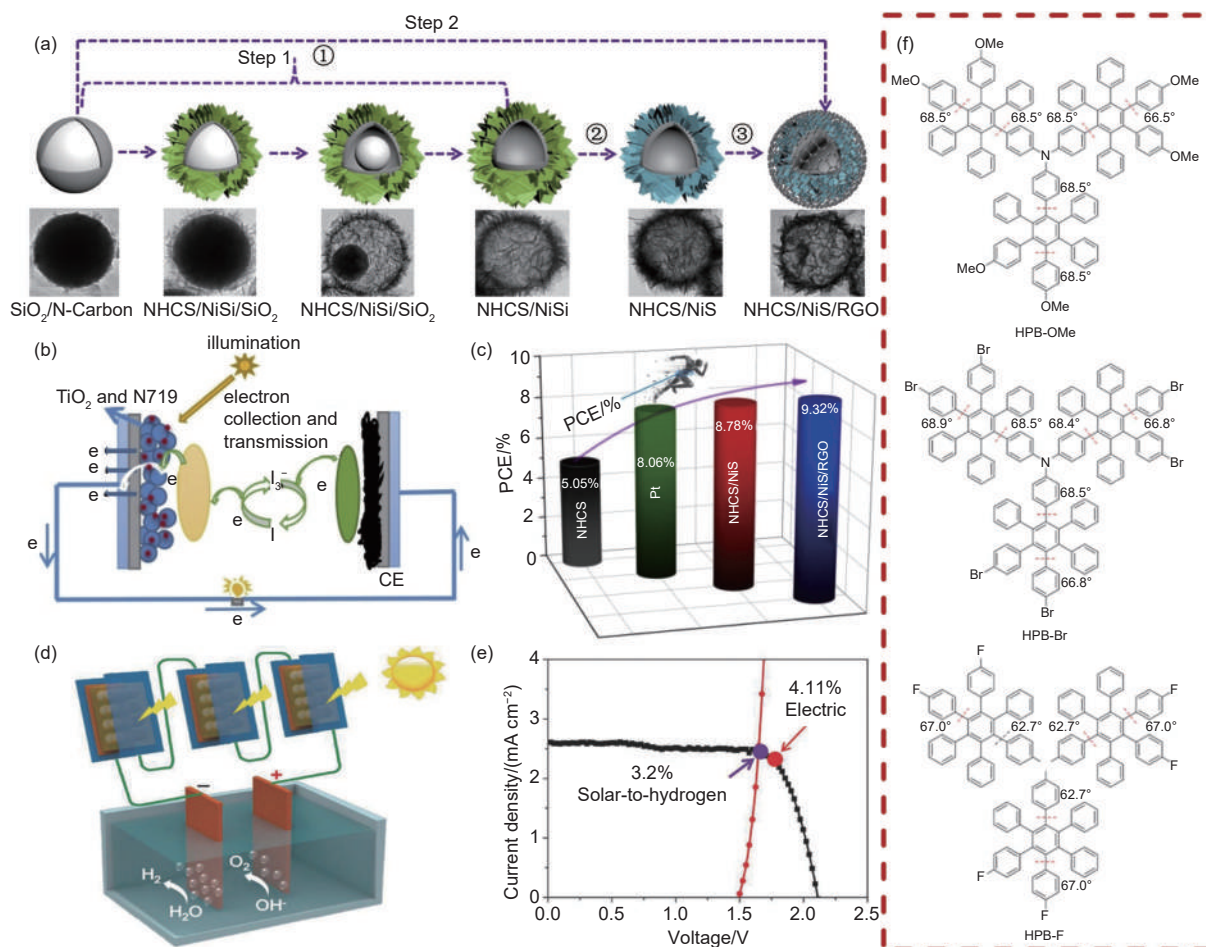 (a)
Step 2
Step 1 ①
②
③
SiO₂/N-Carbon
NHCS/NiSi/SiO₂
NHCS/NiSi/SiO₂
NHCS/NiSi
NHCS/NiS
NHCS/NiS/RGO
(b)
illumination
TiO₂ and N719
electron
collection and
transmission
e
e
e
e
I₃⁻
e
I
e
CE
e
e
e
(c)
PCE/%
10
8
6
4
2
0
PCE/%
5.05%
NHCS
8.06%
Pt
8.78%
NHCS/NiS
9.32%
NHCS/NiS/RGO
(d)
−
+
H₂
H₂O
O₂
OH⁻
(e)
Current density/(mA cm⁻²)
4
3
2
1
0
4.11%
Electric
3.2%
Solar-to-hydrogen
0.0
0.5
1.0
1.5
2.0
2.5
Voltage/V
(f)
OMe
MeO
OMe
68.5°
68.5°
68.5°
66.5°
OMe
N
68.5°
MeO
68.5°
OMe
HPB-OMe
Br
Br
Br
68.9°
68.5°
68.4°
66.8°
Br
N
68.5°
Br
66.8°
Br
HPB-Br
F
F
F
67.0°
62.7°
62.7°
67.0°
F
62.7°
F
67.0°
F
HPB-F